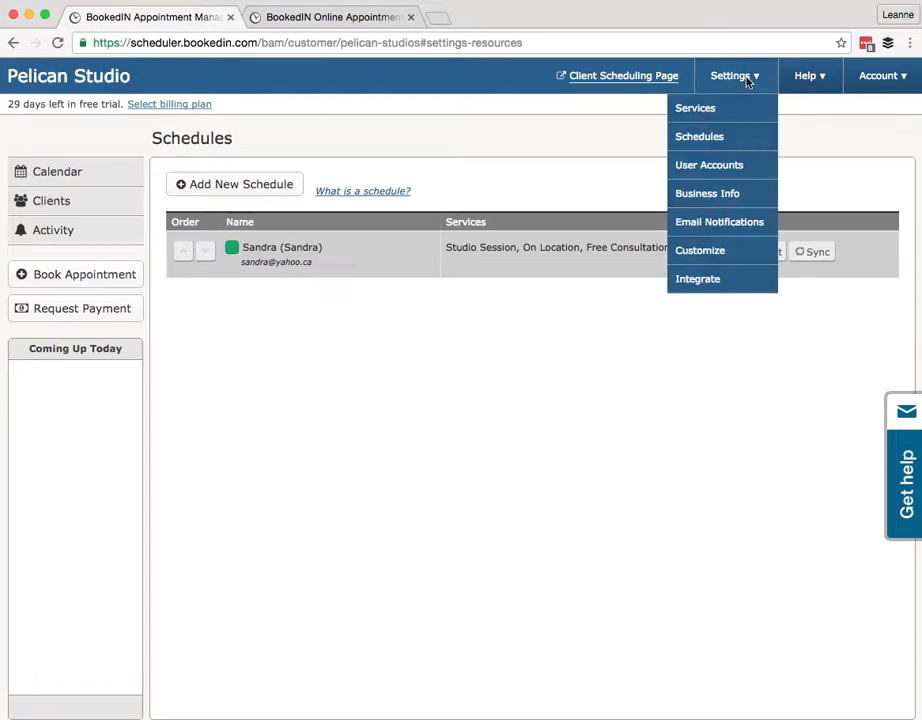 BookedIN Appointment Mana
BookedIN Online Appointment
Leanne
https://scheduler.bookedin.com/bam/customer/pelican-studios#settings-resources
Pelican Studio
Client Scheduling Page
Settings ▾
Help ▾
Account ▾
29 days left in free trial. Select billing plan
Services
Schedules
User Accounts
Business Info
Email Notifications
Customize
Integrate
Schedules
Calendar
Clients
Activity
Book Appointment
Request Payment
Coming Up Today
Add New Schedule
What is a schedule?
Order Name Services
Sandra (Sandra) Studio Session, On Location, Free Consultation
sandra@yahoo.ca
Sync
Get help